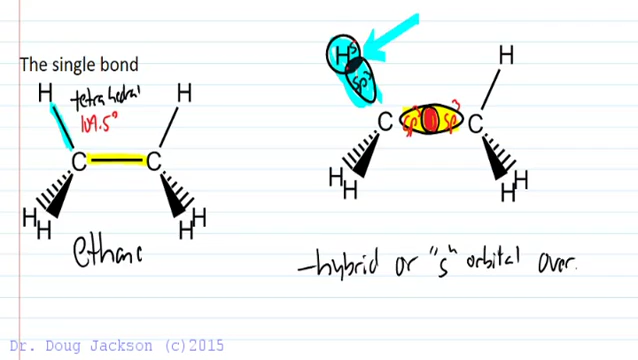 The single bond
tetrahedral
109.5°
H H
C C
H H
H H
ethane
H s
sp³
H
C sp³ sp³ C
H H
H H
-hybrid or "s" orbital over.
Dr. Doug Jackson (c)2015